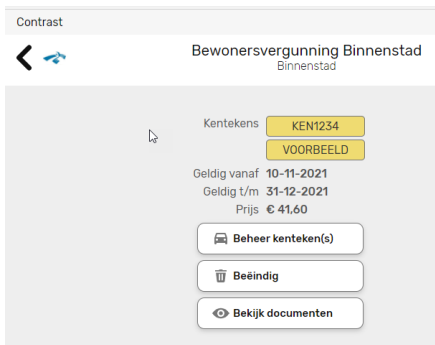 Contrast
Bewonersvergunning Binnenstad
Binnenstad
Kentekens KEN1234
VOORBEELD
Geldig vanaf 10-11-2021
Geldig t/m 31-12-2021
Prijs € 41,60
Beheer kenteken(s)
Beëindig
Bekijk documenten